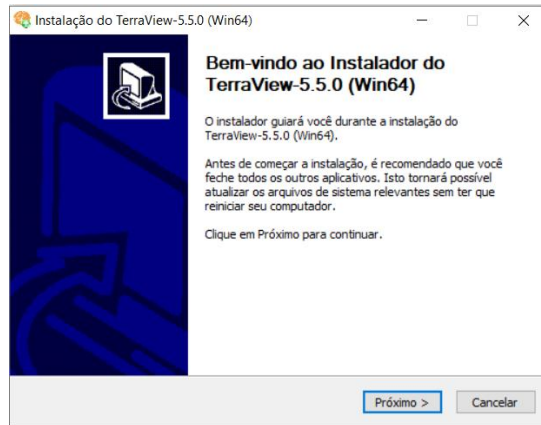 Instalação do TerraView-5.5.0 (Win64)
Bem-vindo ao Instalador do
TerraView-5.5.0 (Win64)
O instalador guiará você durante a instalação do
TerraView-5.5.0 (Win64).
Antes de começar a instalação, é recomendado que você
feche todos os outros aplicativos. Isto tornará possível
atualizar os arquivos de sistema relevantes sem ter que
reiniciar seu computador.
Clique em Próximo para continuar.
Próximo >
Cancelar